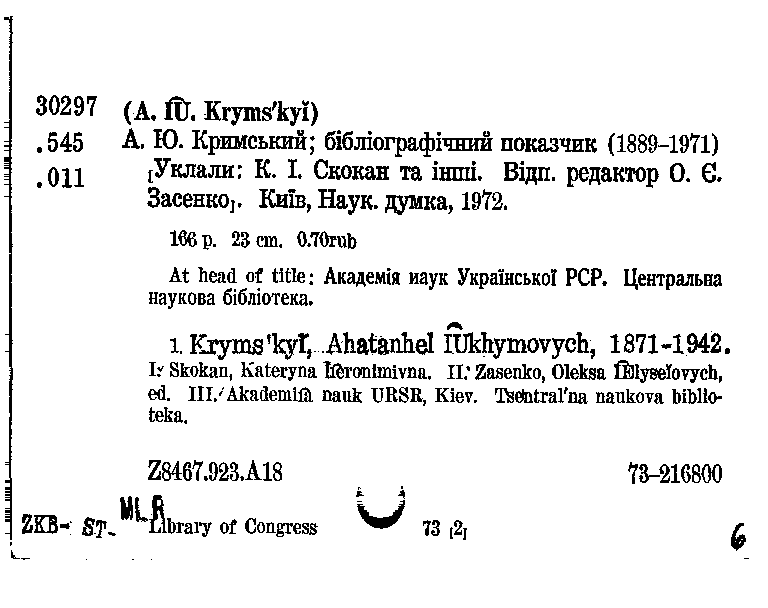 30297 (A. I͡U. Kryms'kyĭ)
.545 А. Ю. Кримський; бібліографічний показчик (1889–1971)
.011 [Уклали: К. І. Скокан та інші. Відп. редактор О. Є.
Засенко]. Київ, Наук. думка, 1972.
166 p. 23 cm. 0.70rub
At head of title: Академія наук Української РСР. Центральна
наукова бібліотека.
1. Kryms'kyĭ, Ahatanhel I͡Ukhymovych, 1871-1942.
I. Skokan, Kateryna I͡Eronimivna. II. Zasenko, Oleksa I͡Elyseĭovych,
ed. III. Akademii͡a nauk URSR, Kiev. T͡sentral'na naukova biblio-
teka.
Z8467.923.A18 73-216800
MLR
ZKB- ST- Library of Congress 73 [2]
6